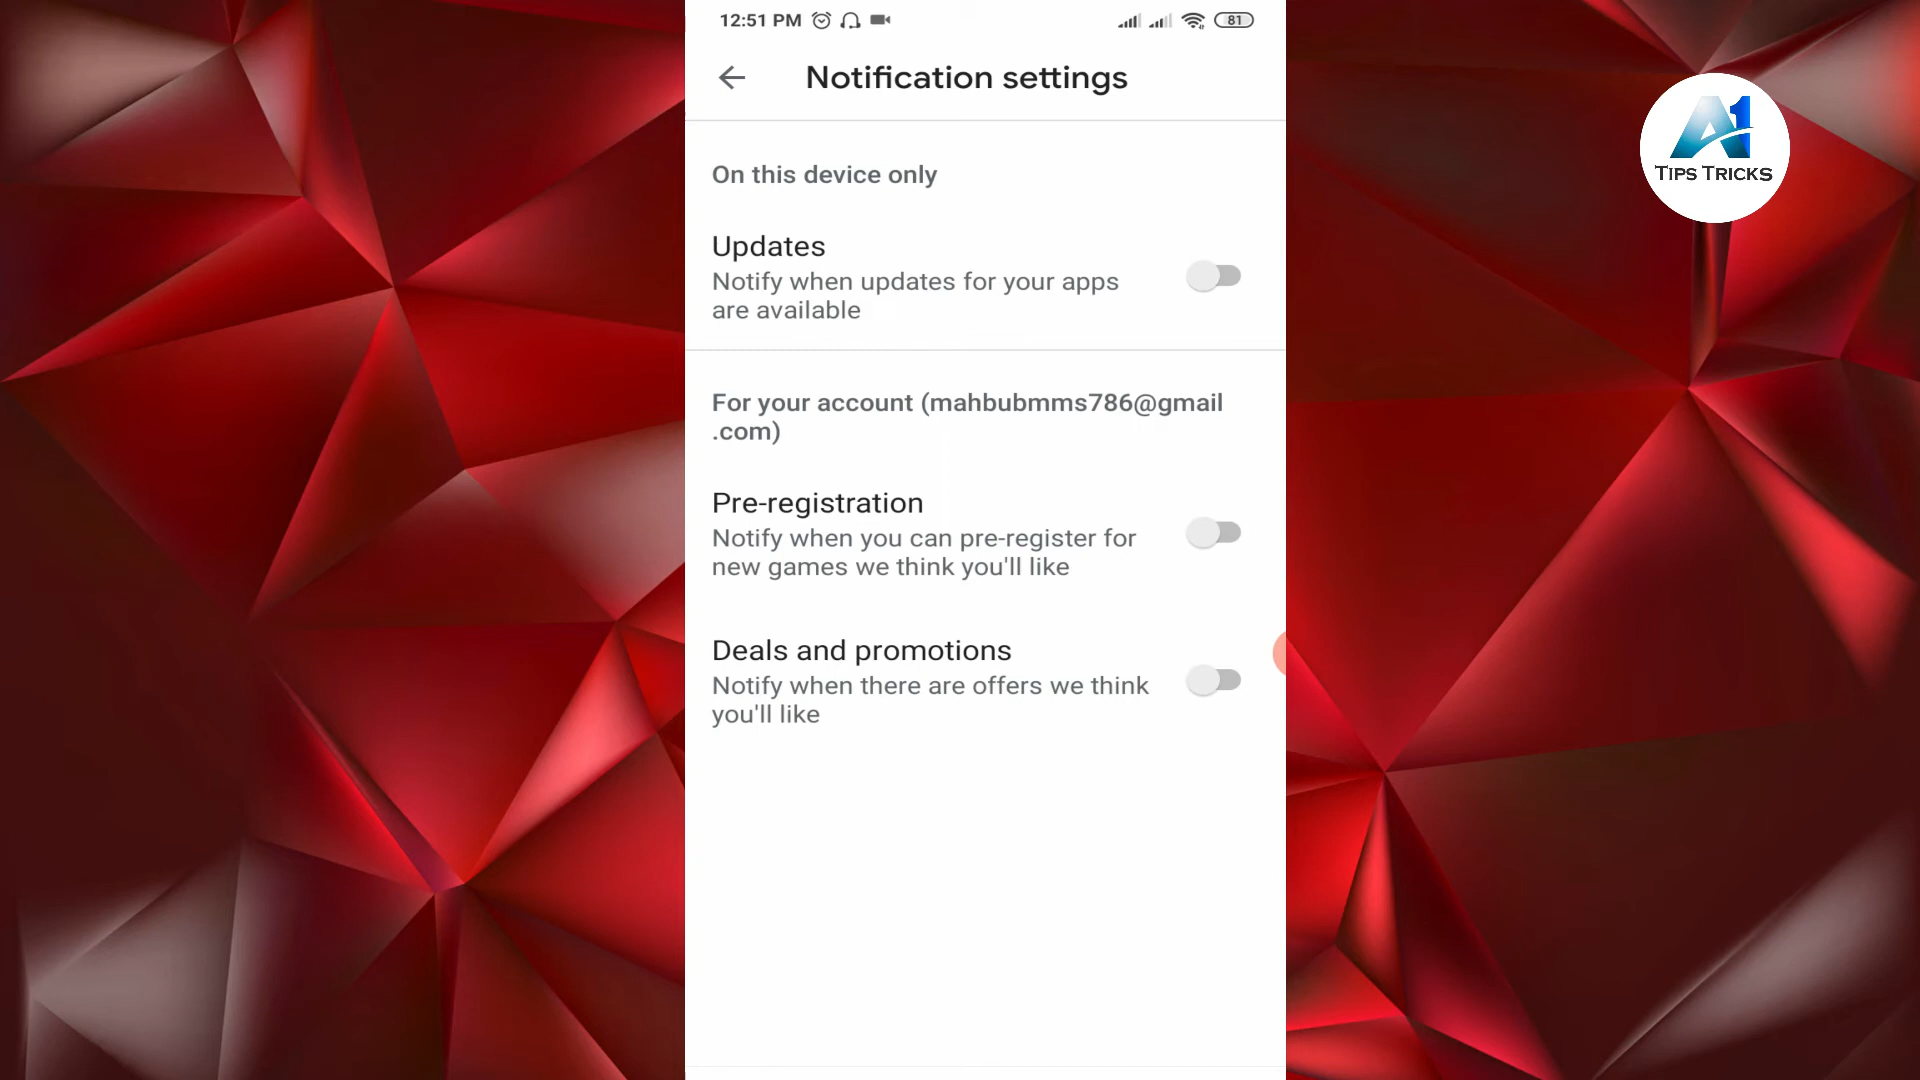 12:51 PM
81
Notification settings
A1
TIPS TRICKS
On this device only
Updates
Notify when updates for your apps
are available
For your account (mahbubmms786@gmail
.com)
Pre-registration
Notify when you can pre-register for
new games we think you'll like
Deals and promotions
Notify when there are offers we think
you'll like